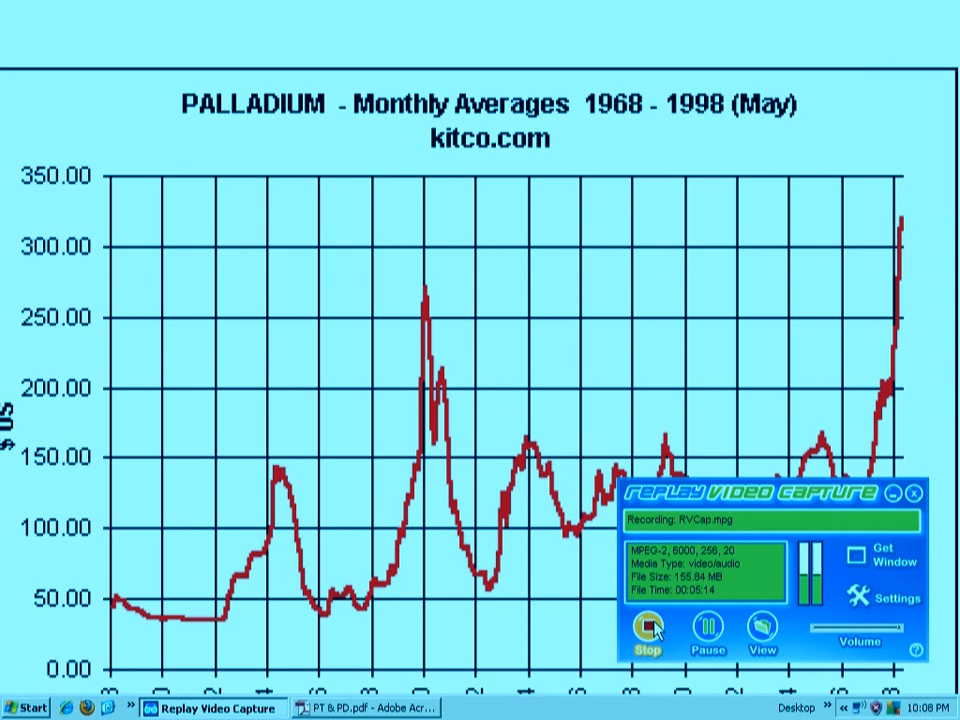 PALLADIUM - Monthly Averages 1968 - 1998 (May)
kitco.com
350.00
300.00
250.00
200.00
$ US
150.00
100.00
50.00
0.00
REPLAY VIDEO CAPTURE
Recording: RVCap.mpg
MPEG-2, 6000, 256, 20
Media Type: video/audio
File Size: 155.84 MB
File Time: 00:05:14
Get
Window
Settings
Stop
Pause
View
Volume
Start
Replay Video Capture
PT & PD.pdf - Adobe Acr...
Desktop
10:08 PM